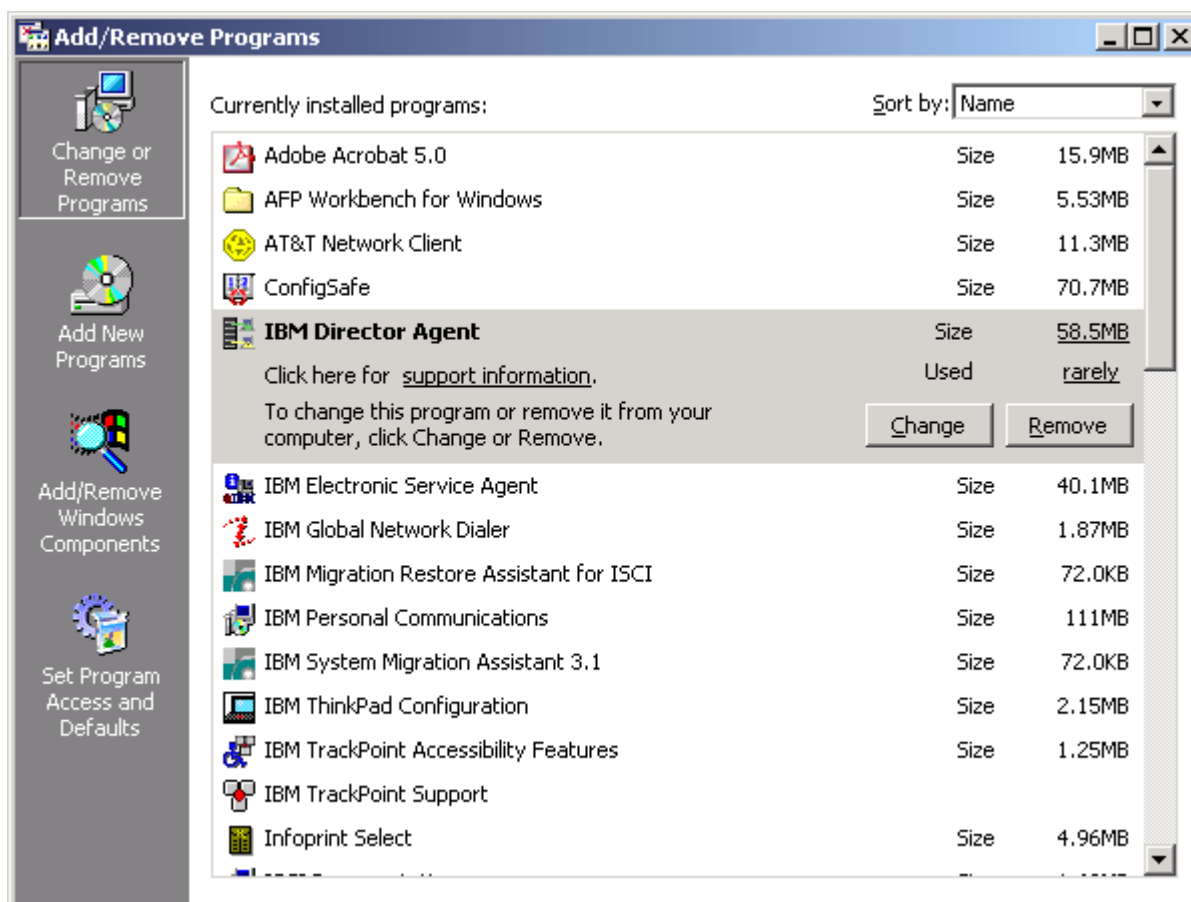 Add/Remove Programs
Change or
Remove
Programs
Add New
Programs
Add/Remove
Windows
Components
Set Program
Access and
Defaults
Currently installed programs:
Sort by: Name
Adobe Acrobat 5.0 Size 15.9MB
AFP Workbench for Windows Size 5.53MB
AT&T Network Client Size 11.3MB
ConfigSafe Size 70.7MB
IBM Director Agent Size 58.5MB
Click here for support information. Used rarely
To change this program or remove it from your
computer, click Change or Remove. Change Remove
IBM Electronic Service Agent Size 40.1MB
IBM Global Network Dialer Size 1.87MB
IBM Migration Restore Assistant for ISCI Size 72.0KB
IBM Personal Communications Size 111MB
IBM System Migration Assistant 3.1 Size 72.0KB
IBM ThinkPad Configuration Size 2.15MB
IBM TrackPoint Accessibility Features Size 1.25MB
IBM TrackPoint Support
Infoprint Select Size 4.96MB